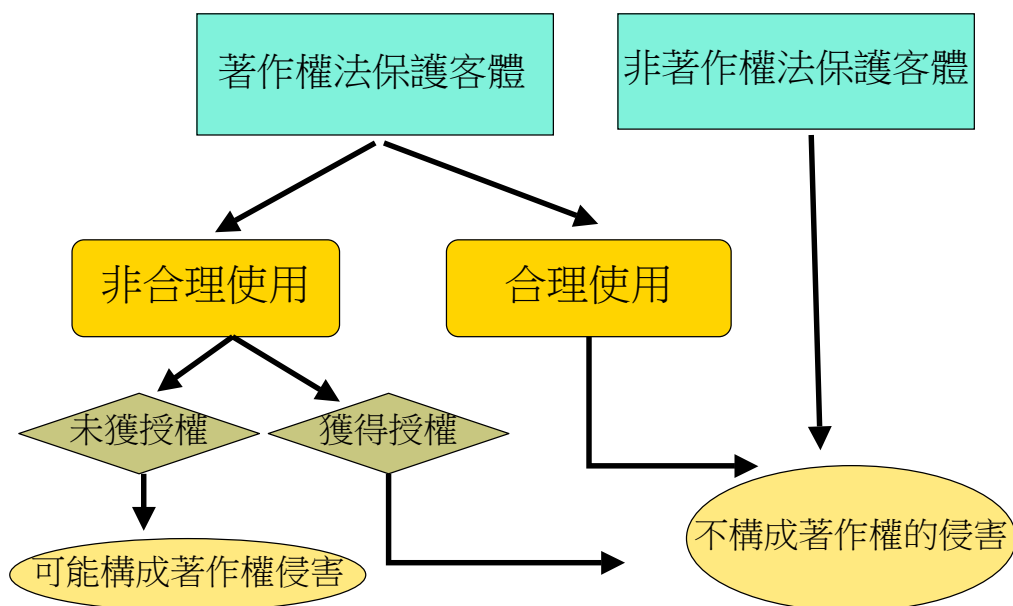 著作權法保護客體
非著作權法保護客體
非合理使用
合理使用
未獲授權
獲得授權
不構成著作權的侵害
可能構成著作權侵害